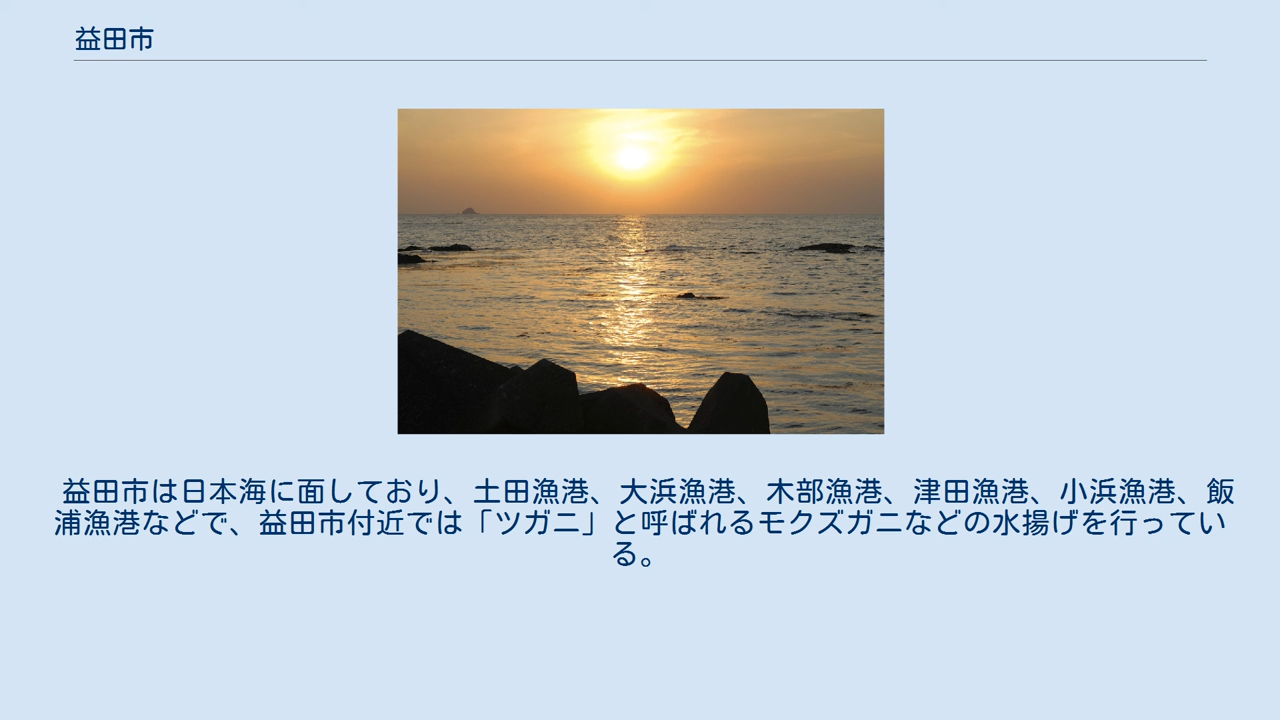 益田市
益田市は日本海に面しており、土田漁港、大浜漁港、木部漁港、津田漁港、小浜漁港、飯
浦漁港などで、益田市付近では「ツガニ」と呼ばれるモクズガニなどの水揚げを行ってい
る。